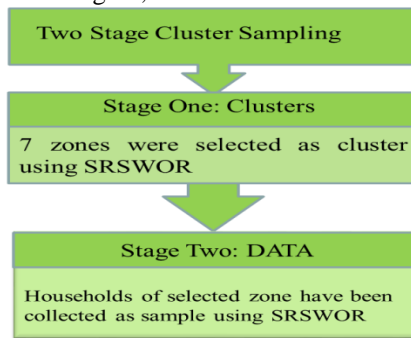 Two Stage Cluster Sampling
Stage One: Clusters
7 zones were selected as cluster
using SRSWOR
Stage Two: DATA
Households of selected zone have been
collected as sample using SRSWOR